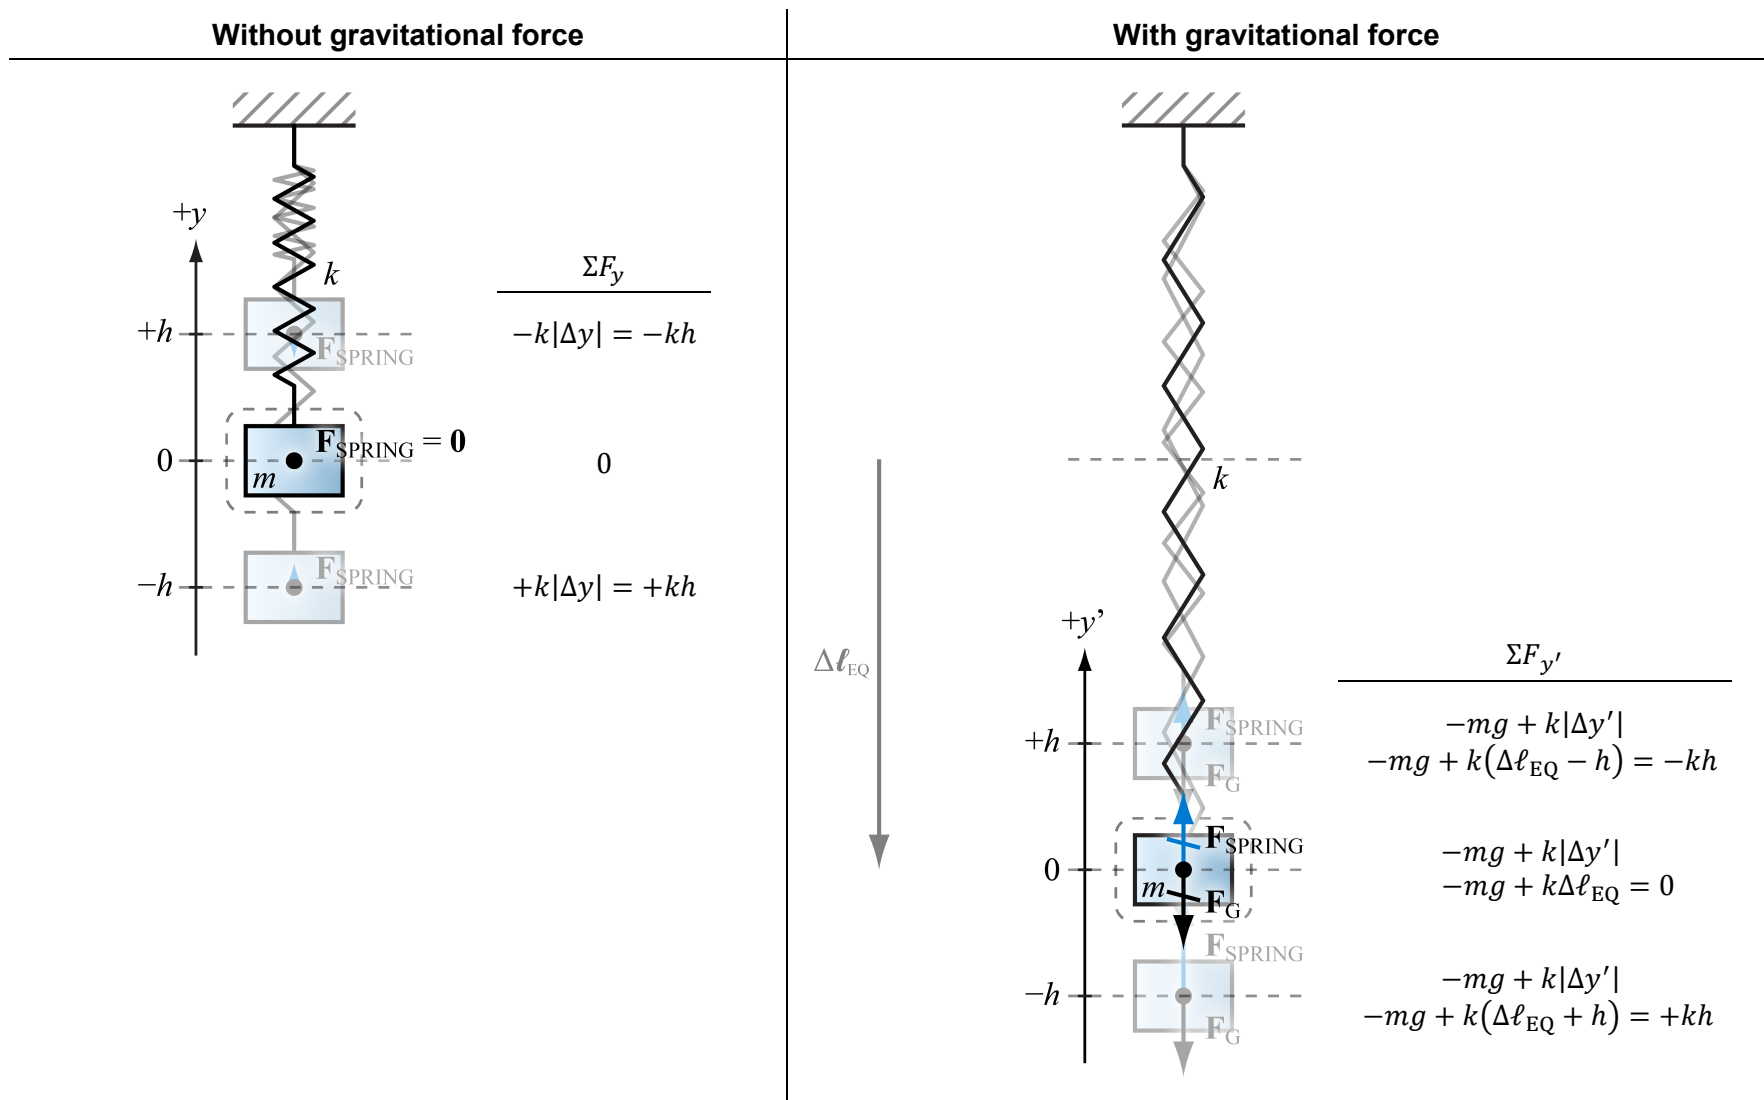 Without gravitational force
+y
k
ΣF_y
+h
F_SPRING
−k|Δy| = −kh
F_SPRING = 0
0
m
0
F_SPRING
−h
+k|Δy| = +kh
With gravitational force
k
Δℓ_EQ
+y’
ΣF_y′
F_SPRING
+h
F_G
−mg + k|Δy′|
−mg + k(Δℓ_EQ − h) = −kh
F_SPRING
0
m
F_G
−mg + k|Δy′|
−mg + kΔℓ_EQ = 0
F_SPRING
−h
F_G
−mg + k|Δy′|
−mg + k(Δℓ_EQ + h) = +kh